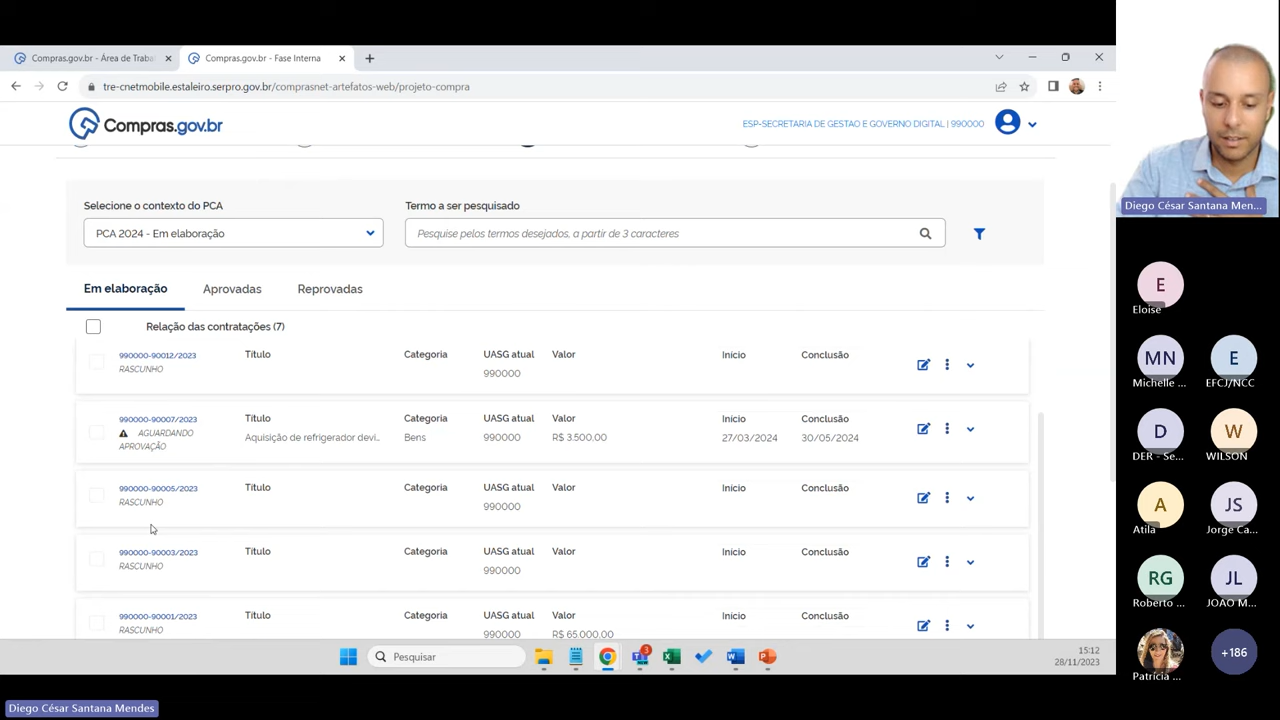 Compras.gov.br - Área de Traba
Compras.gov.br - Fase Interna
tre-cnetmobile.estaleiro.serpro.gov.br/comprasnet-artefatos-web/projeto-compra
Compras.gov.br
ESP-SECRETARIA DE GESTAO E GOVERNO DIGITAL | 990000
Selecione o contexto do PCA
Termo a ser pesquisado
PCA 2024 - Em elaboração
Pesquise pelos termos desejados, a partir de 3 caracteres
Em elaboração
Aprovadas
Reprovadas
Relação das contratações (7)
990000-90012/2023 Título Categoria UASG atual Valor Início Conclusão
RASCUNHO 990000
990000-90007/2023 Título Categoria UASG atual Valor Início Conclusão
AGUARDANDO Aquisição de refrigerador devi... Bens 990000 R$ 3.500,00 27/03/2024 30/05/2024
APROVAÇÃO
990000-90005/2023 Título Categoria UASG atual Valor Início Conclusão
RASCUNHO 990000
990000-90003/2023 Título Categoria UASG atual Valor Início Conclusão
RASCUNHO 990000
990000-90001/2023 Título Categoria UASG atual Valor Início Conclusão
RASCUNHO 990000 R$ 65.000,00
Pesquisar
3
15:12
28/11/2023
Diego César Santana Mendes
Diego César Santana Men...
E
Eloise
MN
Michelle ...
E
EFCJ/NCC
D
DER - Se...
W
WILSON
A
Atila
JS
Jorge Ca...
RG
Roberto ...
JL
JOAO M...
Patrícia ...
+186